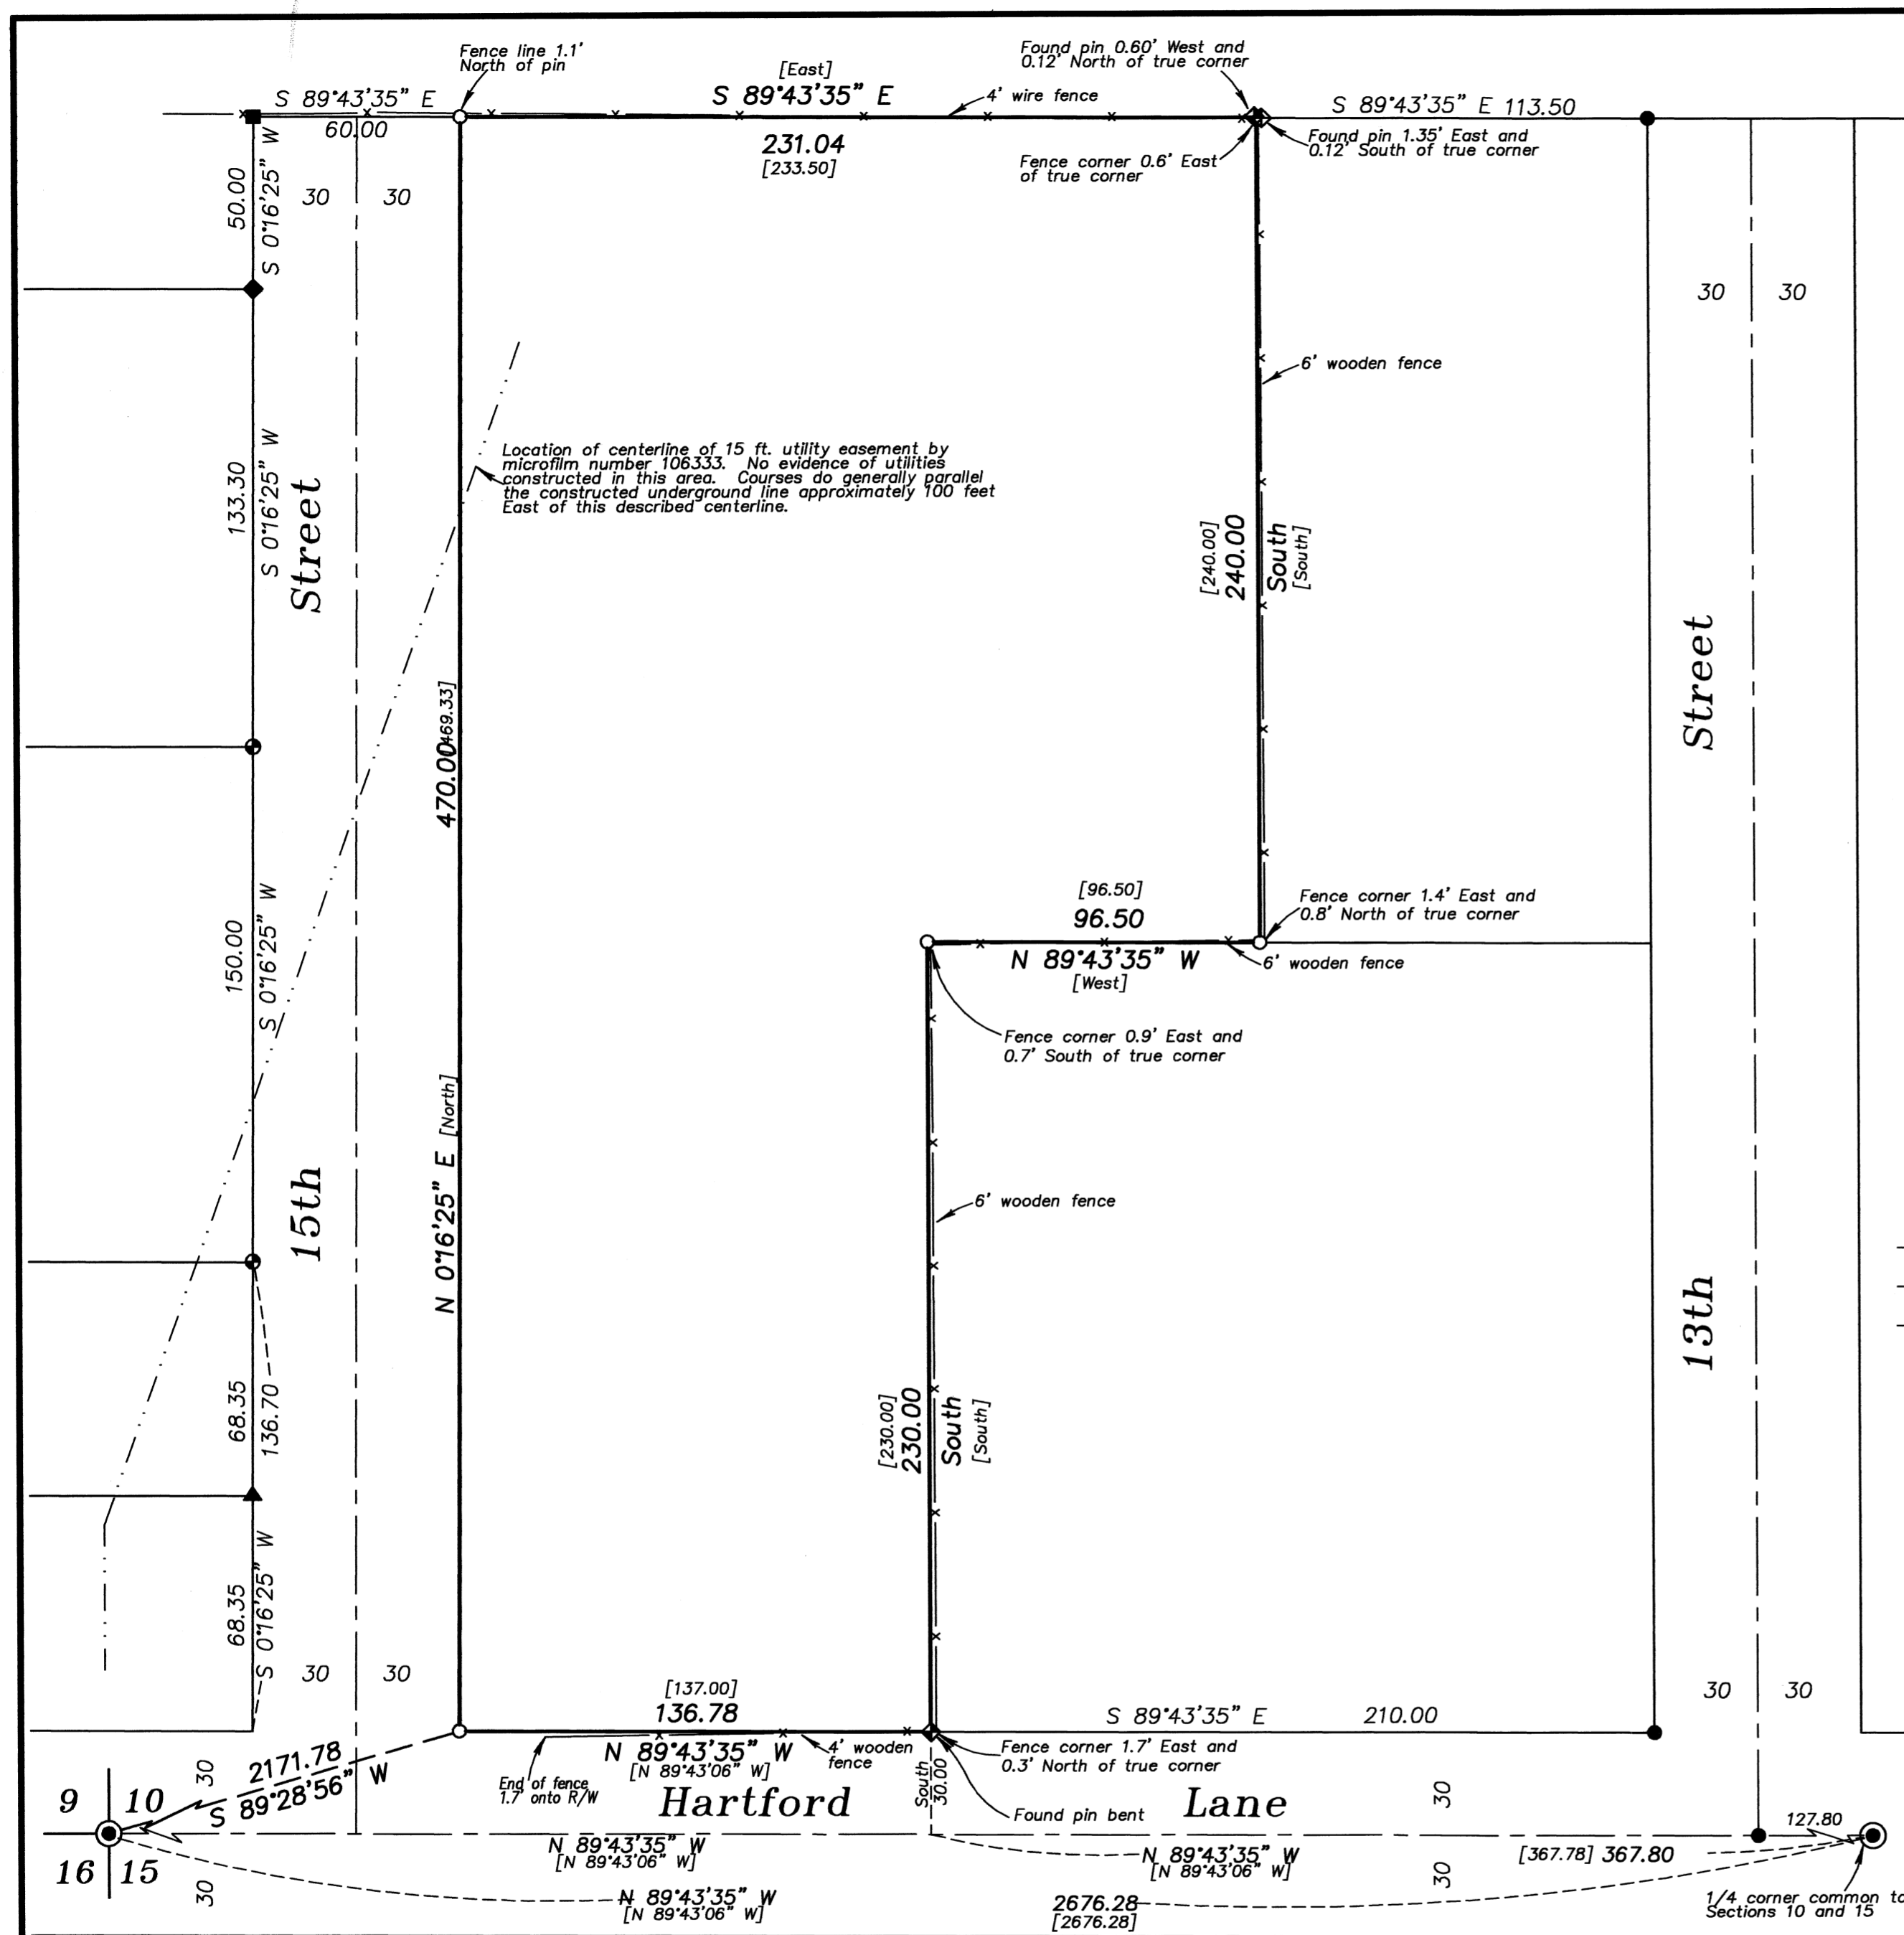 Fence line 1.1'
North of pin
[East]
S 89°43'35" E
4' wire fence
231.04
[233.50]
Found pin 0.60' West and
0.12' North of true corner
S 89°43'35" E 113.50
Found pin 1.35' East and
0.12' South of true corner
Fence corner 0.6' East
of true corner
S 89°43'35" E
60.00
50.00
S 0°16'25" W
30
30
30
30
133.30
S 0°16'25" W
Street
Location of centerline of 15 ft. utility easement by
microfilm number 106333. No evidence of utilities
constructed in this area. Courses do generally parallel
the constructed underground line approximately 100 feet
East of this described centerline.
6' wooden fence
[240.00]
240.00
South
[South]
Street
470.00
[469.33]
150.00
S 0°16'25" W
[96.50]
96.50
N 89°43'35" W
[West]
Fence corner 1.4' East and
0.8' North of true corner
6' wooden fence
Fence corner 0.9' East and
0.7' South of true corner
N 0°16'25" E [North]
15th
6' wooden fence
13th
68.35
136.70
[230.00]
230.00
South
[South]
68.35
S 0°16'25" W
30
30
[137.00]
136.78
N 89°43'35" W
[N 89°43'06" W]
4' wooden
fence
End of fence
1.7' onto R/W
S 89°43'35" E
210.00
Fence corner 1.7' East and
0.3' North of true corner
Found pin bent
30
30
2171.78
S 89°28'56" W
30
Hartford
South
30.00
Lane
30
9
10
16
15
30
N 89°43'35" W
[N 89°43'06" W]
N 89°43'35" W
[N 89°43'06" W]
30
[367.78] 367.80
127.80
N 89°43'35" W
[N 89°43'06" W]
2676.28
[2676.28]
1/4 corner common to
Sections 10 and 15